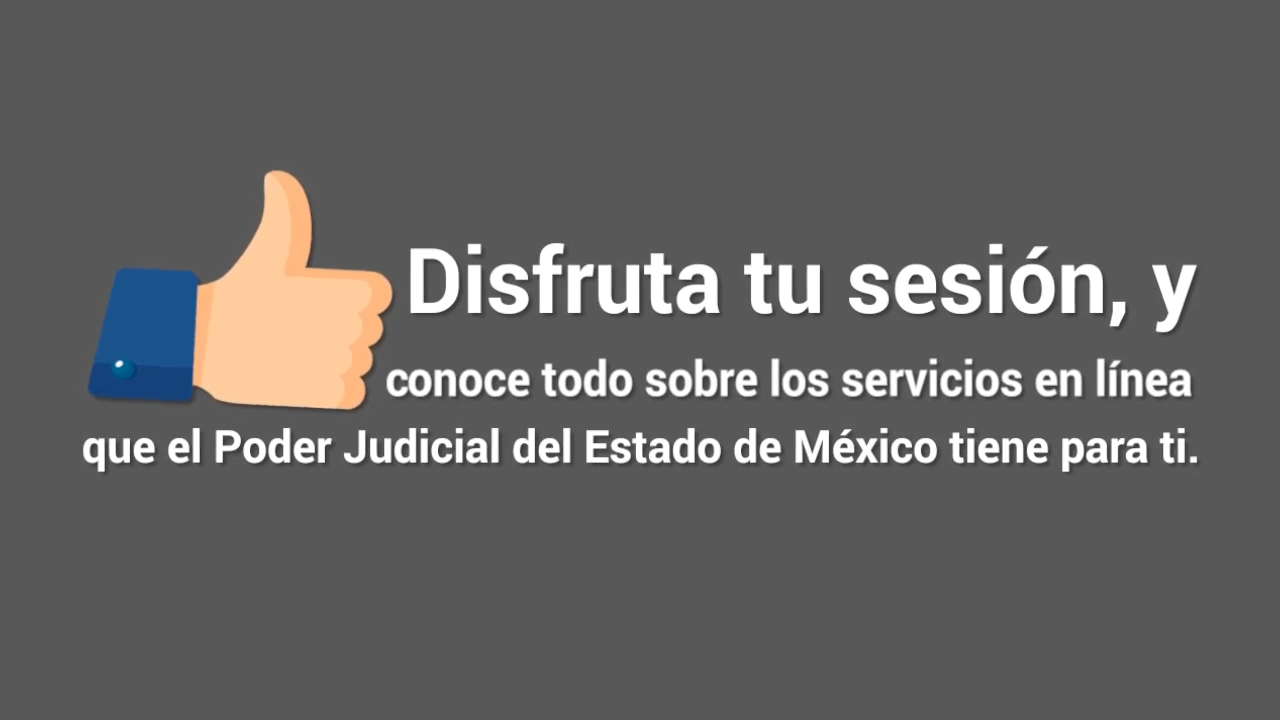 Disfruta tu sesión, y
conoce todo sobre los servicios en línea
que el Poder Judicial del Estado de México tiene para ti.